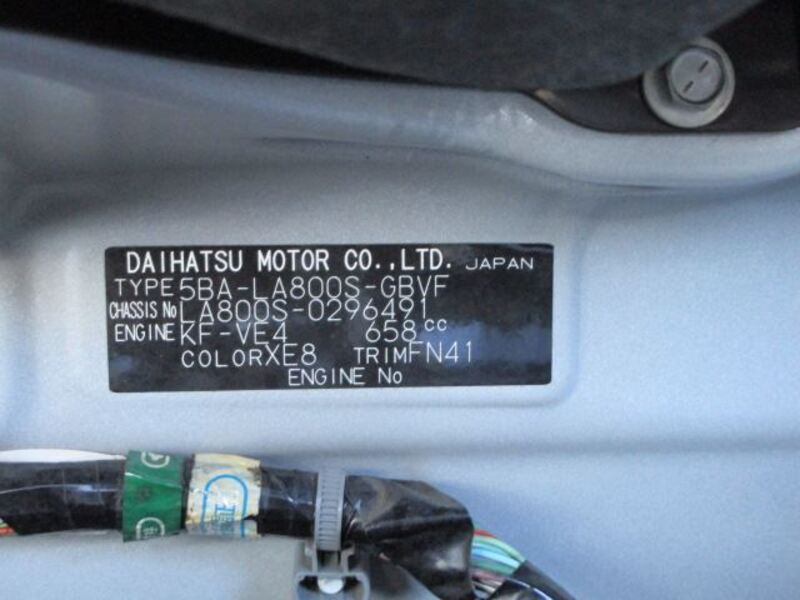 DAIHATSU MOTOR CO.,LTD. JAPAN
TYPE 5BA-LA800S-GBVF
CHASSIS No LA800S-0296491
ENGINE KF-VE4 658cc
COLOR XE8 TRIM FN41
ENGINE No